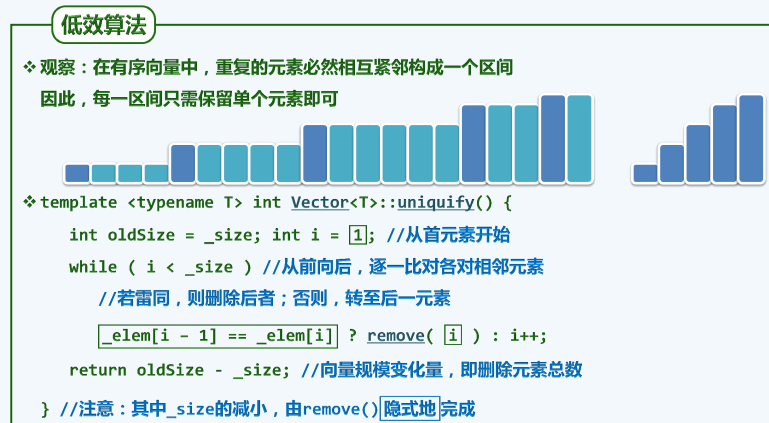 低效算法
❖ 观察：在有序向量中，重复的元素必然相互紧邻构成一个区间
因此，每一区间只需保留单个元素即可
❖ template <typename T> int Vector<T>::uniquify() {
int oldSize = _size; int i = 1; //从首元素开始
while ( i < _size ) //从前向后，逐一比对各对相邻元素
//若雷同，则删除后者；否则，转至后一元素
_elem[i – 1] == _elem[i] ? remove( i ) : i++;
return oldSize - _size; //向量规模变化量，即删除元素总数
} //注意：其中_size的减小，由remove()隐式地完成